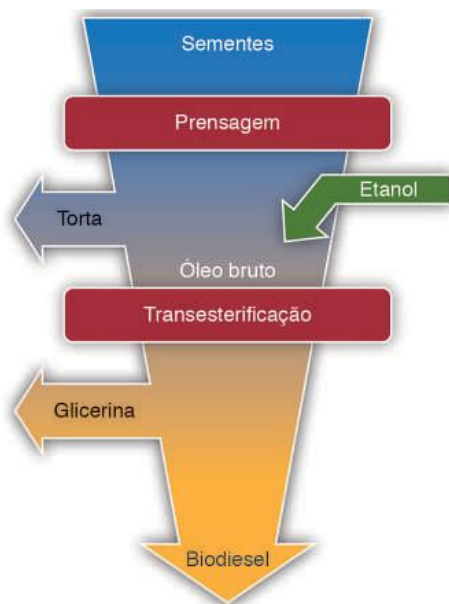 Sementes
Prensagem
Etanol
Torta
Óleo bruto
Transesterificação
Glicerina
Biodiesel